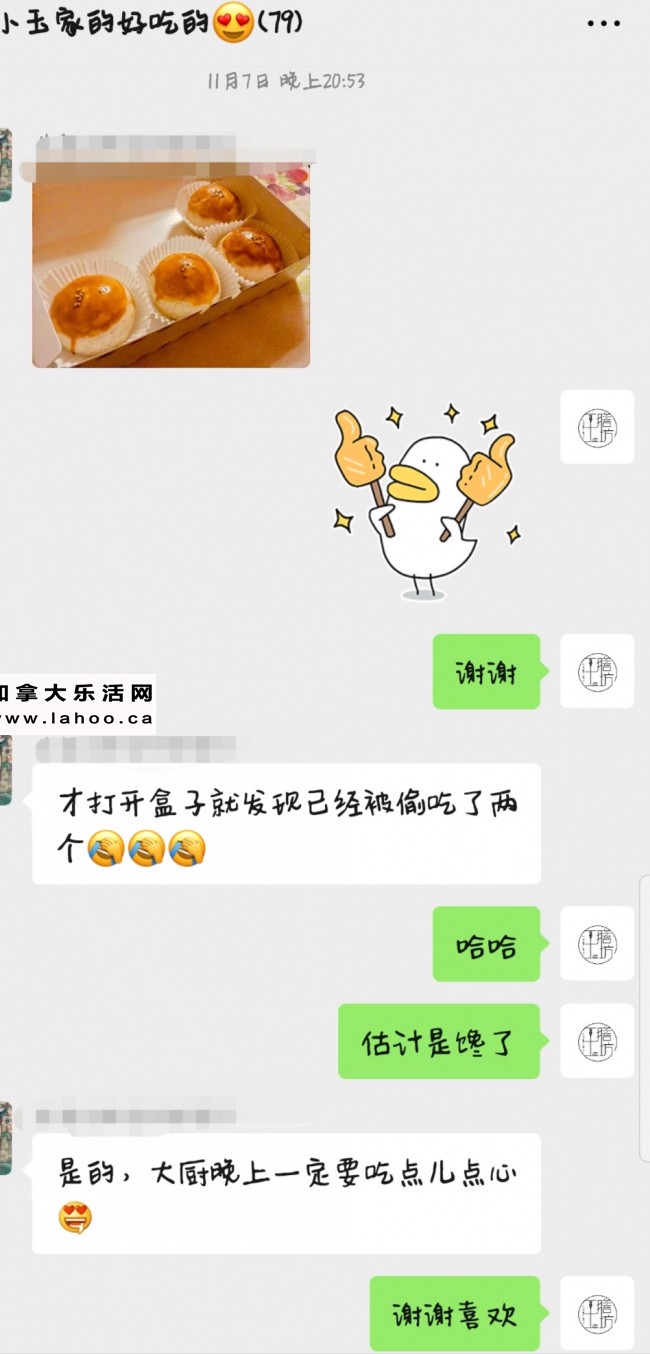 小玉家的好吃的😍(79)
11月7日 晚上20:53
谢谢
加拿大乐活网
www.lahoo.ca
才打开盒子就发现已经被偷吃了两
个🤦🤦🤦
哈哈
估计是馋了
是的，大厨晚上一定要吃点儿点心
😍
谢谢喜欢